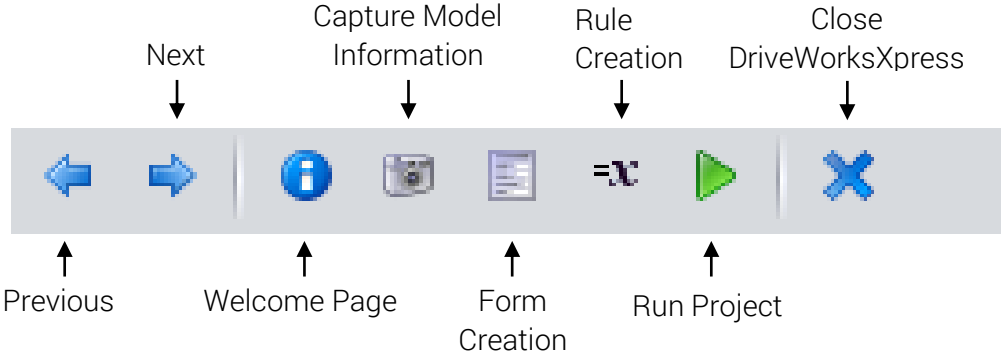 Capture Model
Information
Rule
Creation
Close
DriveWorksXpress
Next
=x
Previous
Welcome Page
Form
Creation
Run Project